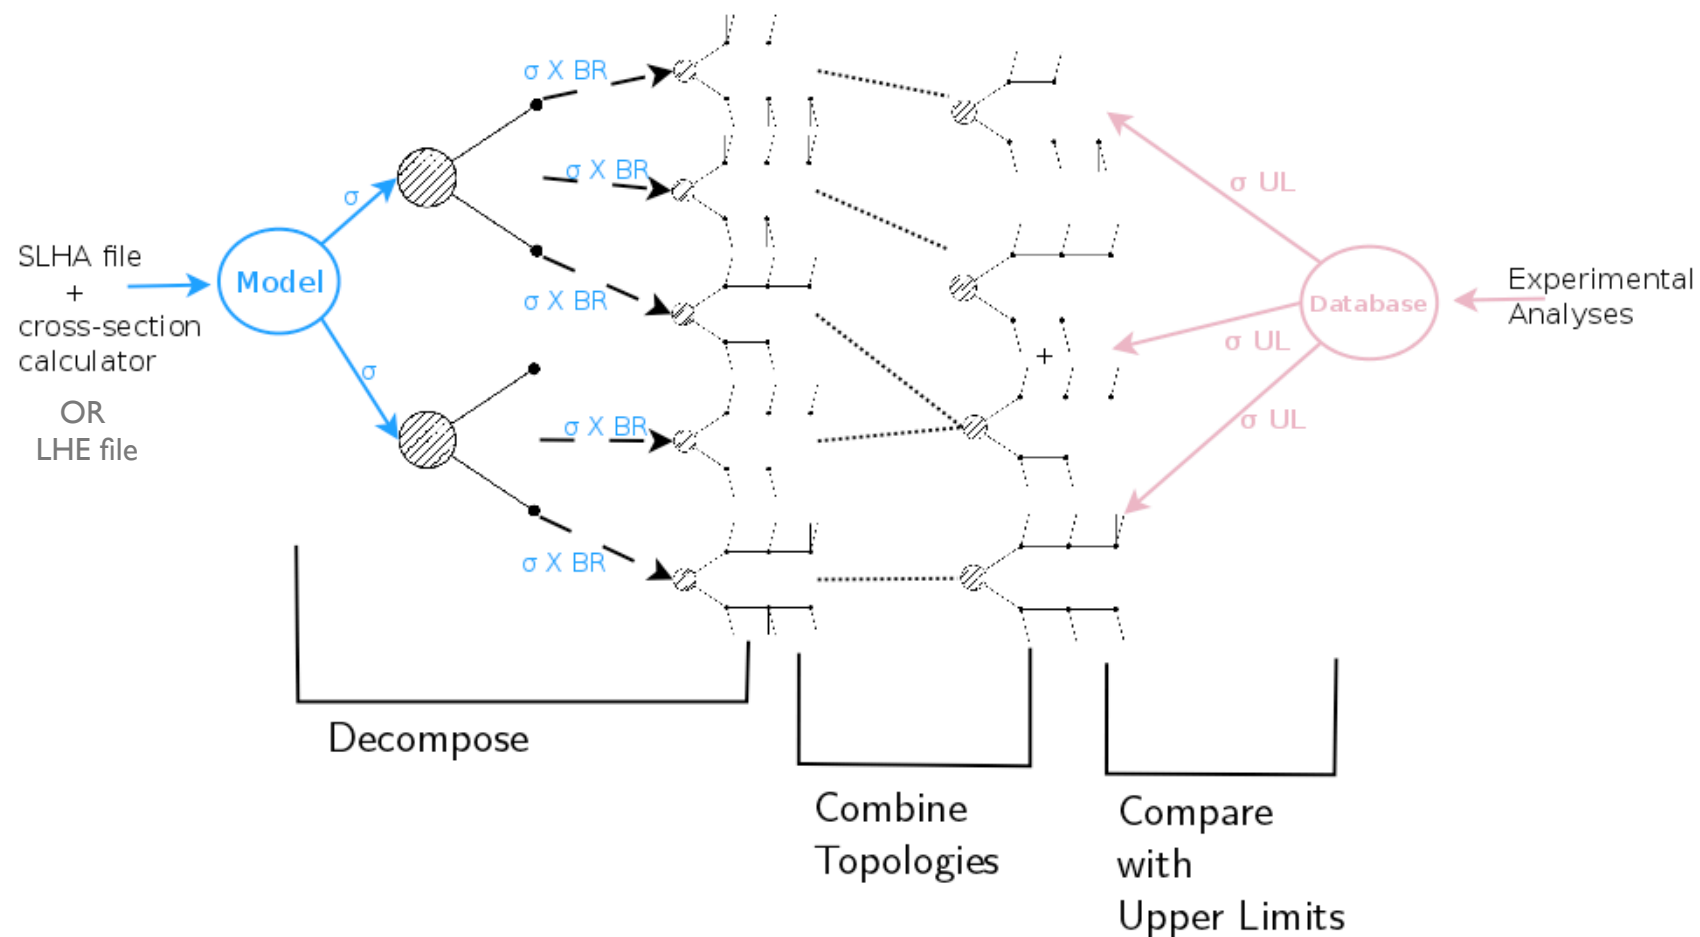 σ X BR
σ X BR
σ
σ UL
SLHA file
+
cross-section
calculator
OR
LHE file
Model
σ X BR
Database
Experimental
Analyses
σ UL
+
σ
σ X BR
σ UL
σ X BR
Decompose
Combine
Topologies
Compare
with
Upper Limits